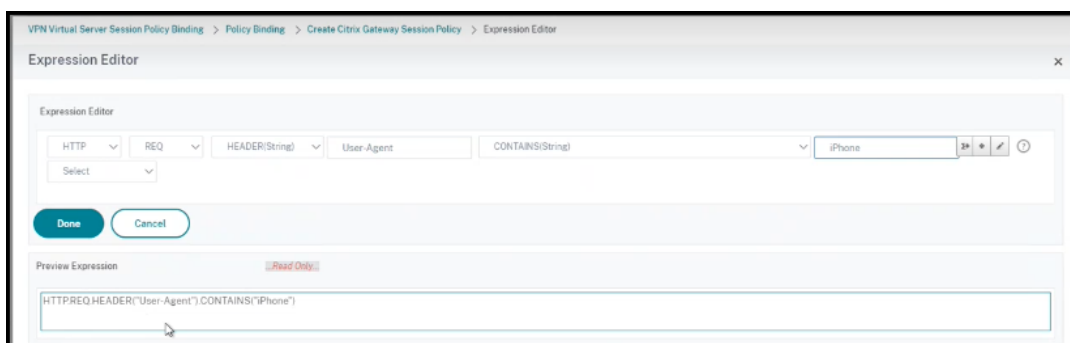 VPN Virtual Server Session Policy Binding > Policy Binding > Create Citrix Gateway Session Policy > Expression Editor
Expression Editor
Expression Editor
HTTP REQ HEADER(String) User-Agent CONTAINS(String) iPhone
Select
Done Cancel
Preview Expression ...Read Only...
HTTP.REQ.HEADER("User-Agent").CONTAINS("iPhone")